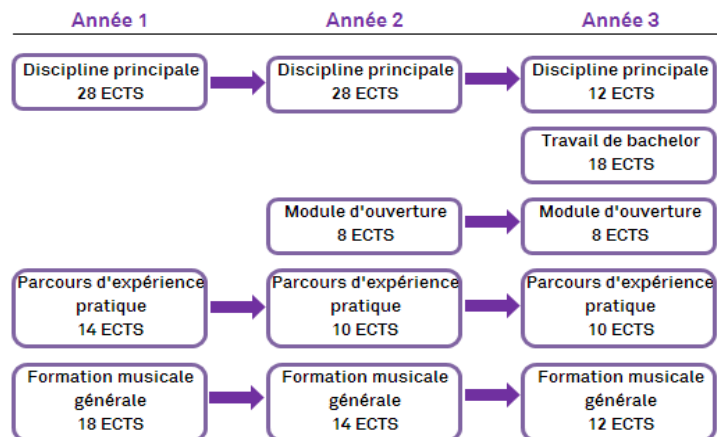 Année 1
Année 2
Année 3
Discipline principale
28 ECTS
Discipline principale
28 ECTS
Discipline principale
12 ECTS
Travail de bachelor
18 ECTS
Module d'ouverture
8 ECTS
Module d'ouverture
8 ECTS
Parcours d'expérience
pratique
14 ECTS
Parcours d'expérience
pratique
10 ECTS
Parcours d'expérience
pratique
10 ECTS
Formation musicale
générale
18 ECTS
Formation musicale
générale
14 ECTS
Formation musicale
générale
12 ECTS